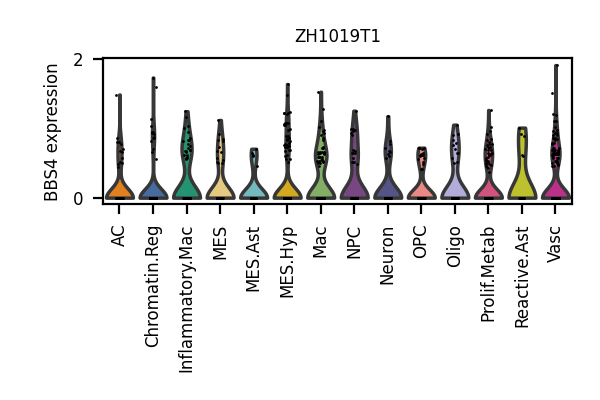 ZH1019T1
BBS4 expression
2
0
AC
Chromatin.Reg
Inflammatory.Mac
MES
MES.Ast
MES.Hyp
Mac
NPC
Neuron
OPC
Oligo
Prolif.Metab
Reactive.Ast
Vasc